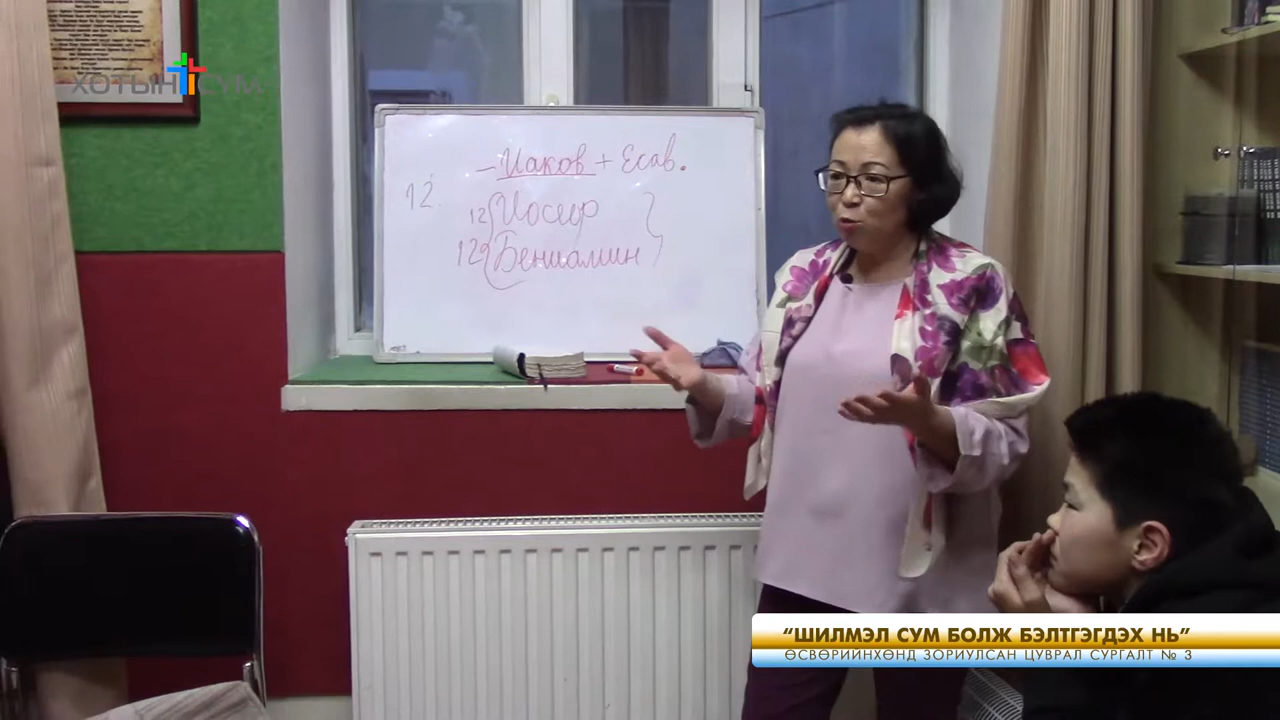 ХОТЫН СУМ
- Иаков + Есав.
12.
12 Иосеф
12 Бениамин
“ШИЛМЭЛ СУМ БОЛЖ БЭЛТГЭГДЭХ НЬ”
ӨСВӨРИЙНХӨНД ЗОРИУЛСАН ЦУВРАЛ СУРГАЛТ № 3